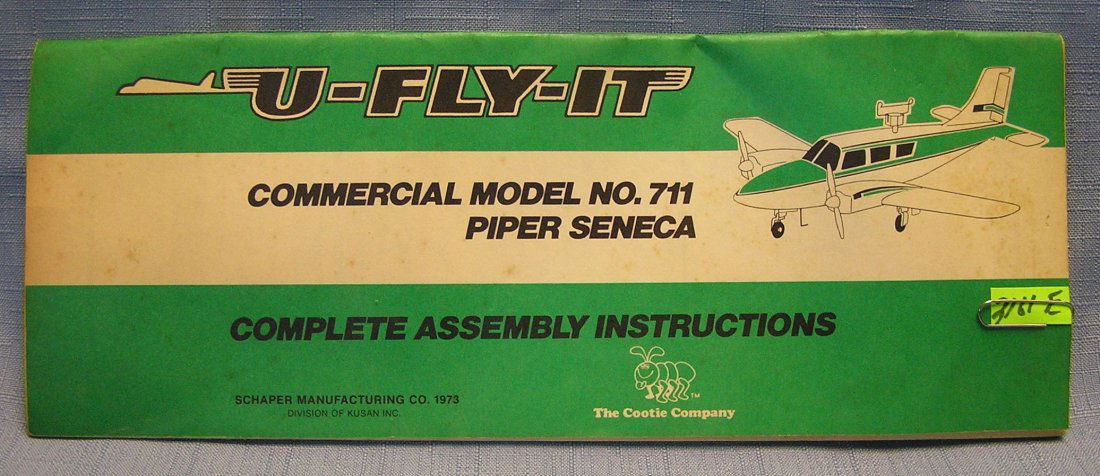 U-FLY-IT
COMMERCIAL MODEL NO. 711
PIPER SENECA
COMPLETE ASSEMBLY INSTRUCTIONS
SCHAPER MANUFACTURING CO. 1973
DIVISION OF KUSAN INC.
TM
The Cootie Company